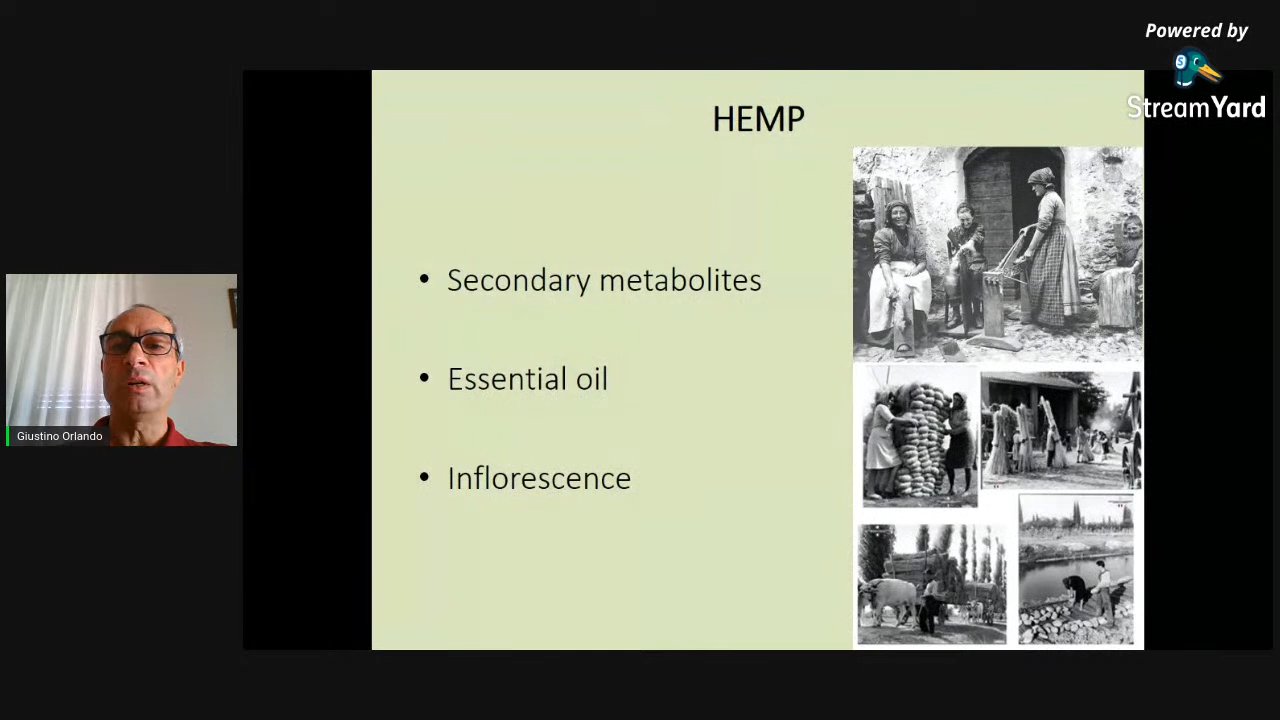 Powered by
StreamYard
HEMP
• Secondary metabolites
• Essential oil
• Inflorescence
Giustino Orlando